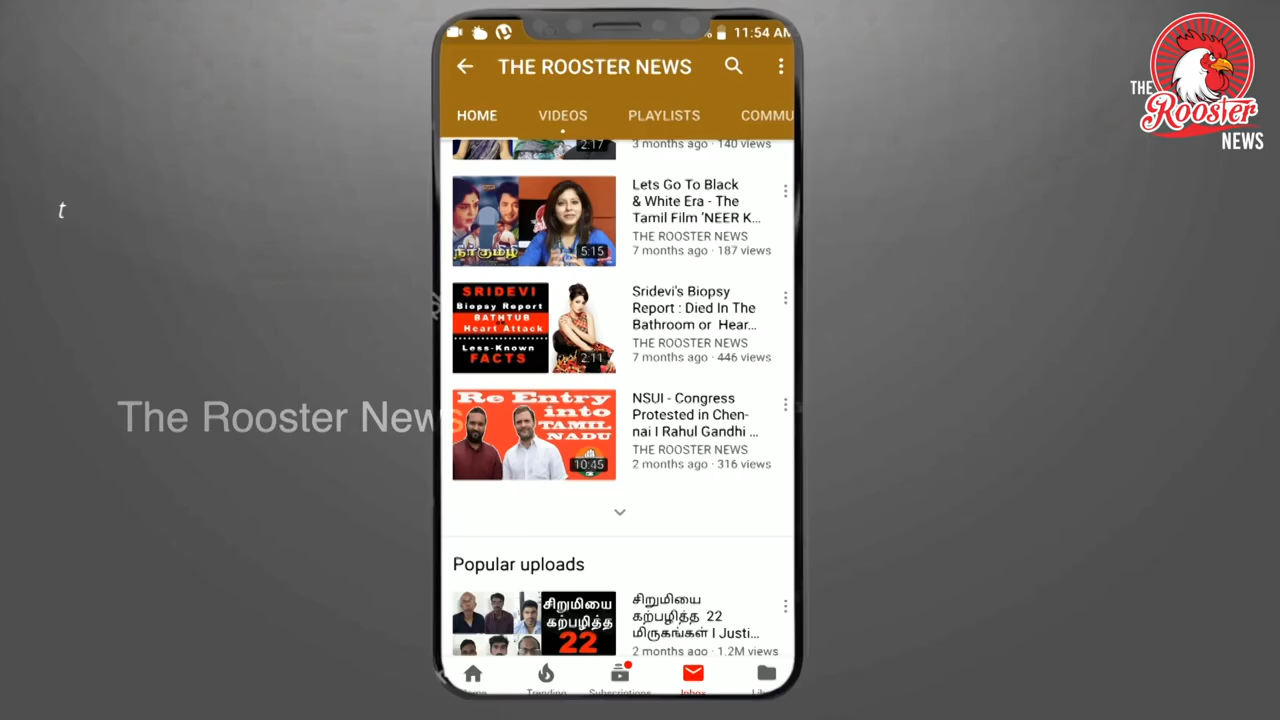 11:54 AM
THE ROOSTER NEWS
HOME VIDEOS PLAYLISTS COMMU
2:17
3 months ago · 140 views
Lets Go To Black
& White Era - The
Tamil Film 'NEER K...
THE ROOSTER NEWS
7 months ago · 187 views
நீர்குமிழி
5:15
Sridevi's Biopsy
Report : Died In The
Bathroom or Hear...
THE ROOSTER NEWS
7 months ago · 446 views
SRIDEVI
Biopsy Report
BATHTUB
Heart Attack
Less-Known
FACTS
2:11
NSUI - Congress
Protested in Chen-
nai I Rahul Gandhi ...
THE ROOSTER NEWS
2 months ago · 316 views
Re Entry
into
TAMIL
NADU
10:45
Popular uploads
சிறுமியை
கற்பழித்த 22
மிருகங்கள் I Justi...
2 months ago · 1.2M views
சிறுமியை
கற்பழித்த
22
Trending Subscriptions Inbox
t
The Rooster News
THE
Rooster
NEWS